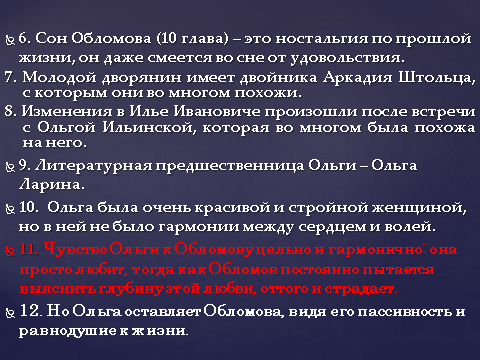 6. Сон Обломова (10 глава) – это ностальгия по прошлой
жизни, он даже смеется во сне от удовольствия.
7. Молодой дворянин имеет двойника Аркадия Штольца,
с которым они во многом похожи.
8. Изменения в Илье Ивановиче произошли после встречи
с Ольгой Ильинской, которая во многом была похожа
на него.
9. Литературная предшественница Ольги – Ольга
Ларина.
10. Ольга была очень красивой и стройной женщиной,
но в ней не было гармонии между сердцем и волей.
11. Чувство Ольги к Обломову цельно и гармонично` она
просто любит, тогда как Обломов постоянно пытается
выяснить глубину этой любви, оттого и страдает.
12. Но Ольга оставляет Обломова, видя его пассивность и
равнодушие к жизни.